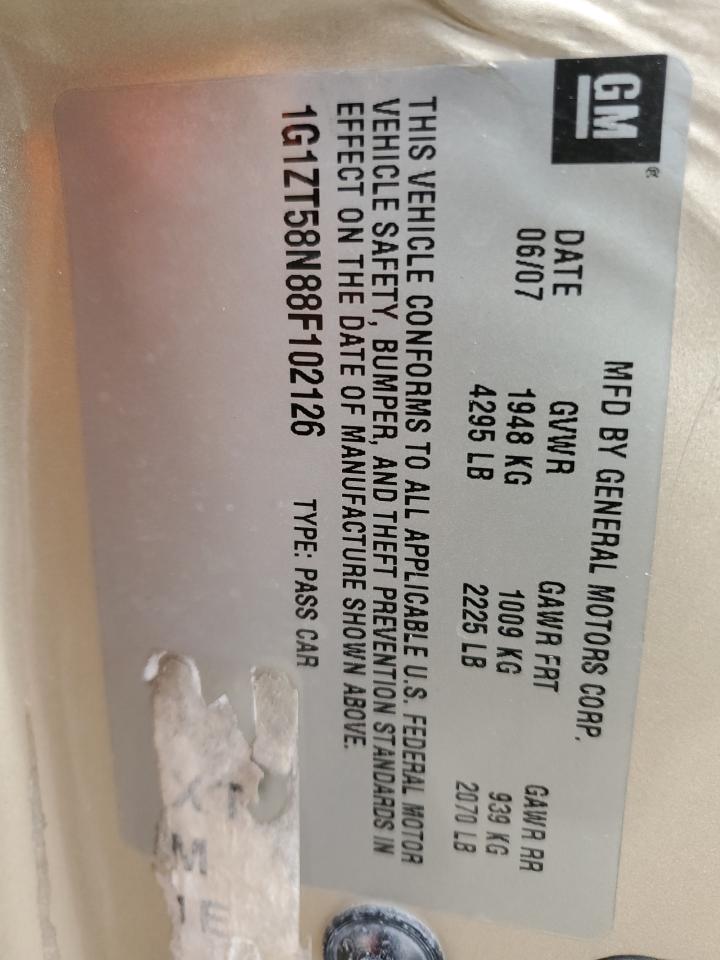 GM®
MFD BY GENERAL MOTORS CORP.
DATE GVWR GAWR FRT GAWR RR
06/07 1948 KG 1009 KG 939 KG
4295 LB 2225 LB 2070 LB
THIS VEHICLE CONFORMS TO ALL APPLICABLE U.S. FEDERAL MOTOR
VEHICLE SAFETY, BUMPER, AND THEFT PREVENTION STANDARDS IN
EFFECT ON THE DATE OF MANUFACTURE SHOWN ABOVE.
1G1ZT58N88F102126 TYPE: PASS CAR
M
1E